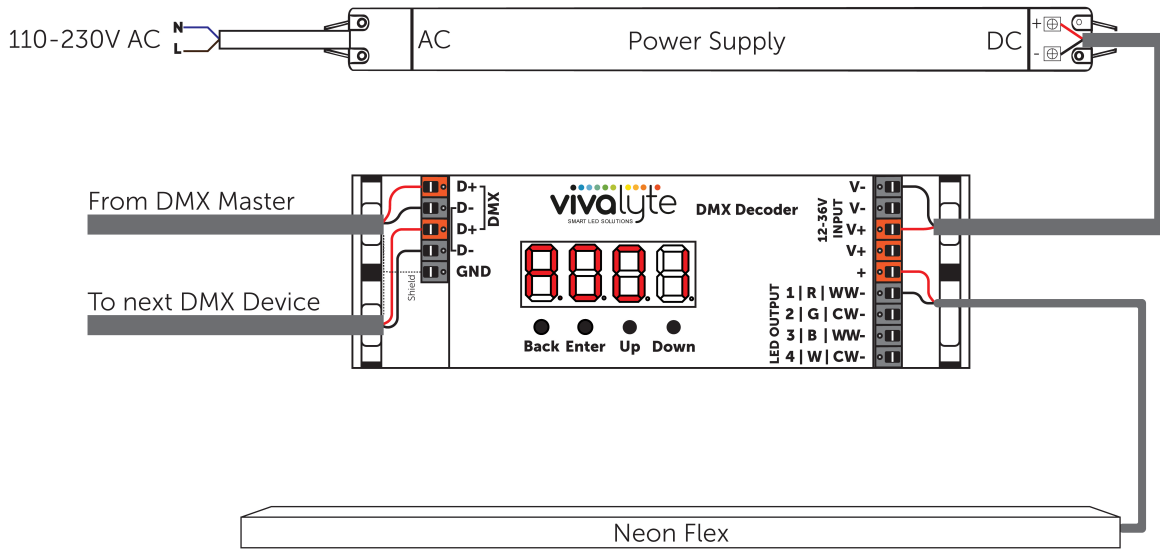 110-230V AC
N
L
AC
Power Supply
DC
+
-
From DMX Master
To next DMX Device
D+
D-
D+
D-
GND
DMX
Shield
vivalyte
SMART LED SOLUTIONS
DMX Decoder
A001
Back Enter Up Down
12-36V
INPUT
V-
V-
V+
V+
+
LED OUTPUT
1 | R | WW-
2 | G | CW-
3 | B | WW-
4 | W | CW-
Neon Flex